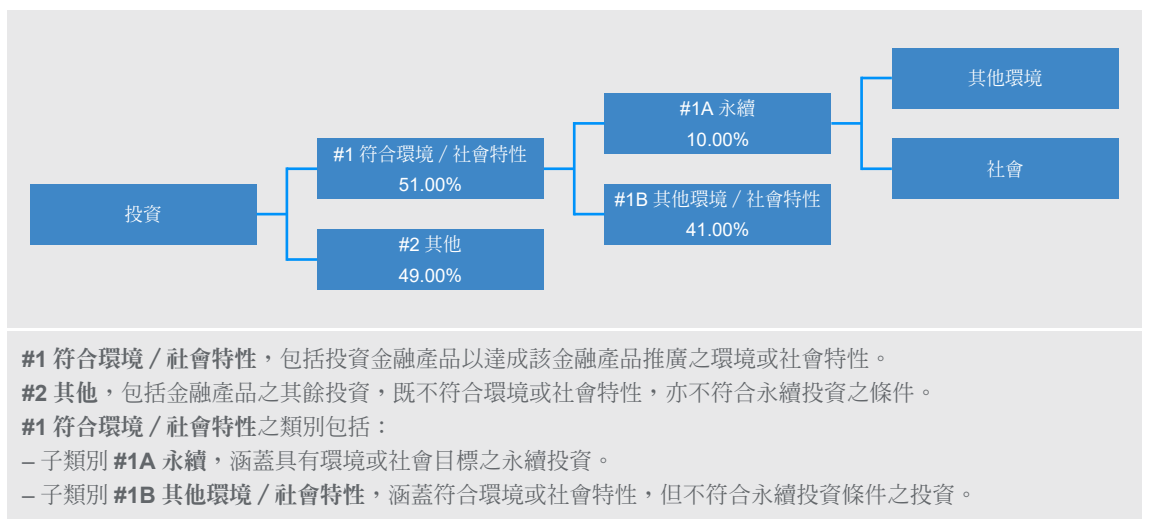 投資
#1 符合環境 / 社會特性
51.00%
#2 其他
49.00%
#1A 永續
10.00%
#1B 其他環境 / 社會特性
41.00%
其他環境
社會
#1 符合環境 / 社會特性，包括投資金融產品以達成該金融產品推廣之環境或社會特性。
#2 其他，包括金融產品之其餘投資，既不符合環境或社會特性，亦不符合永續投資之條件。
#1 符合環境 / 社會特性之類別包括：
– 子類別 #1A 永續，涵蓋具有環境或社會目標之永續投資。
– 子類別 #1B 其他環境 / 社會特性，涵蓋符合環境或社會特性，但不符合永續投資條件之投資。